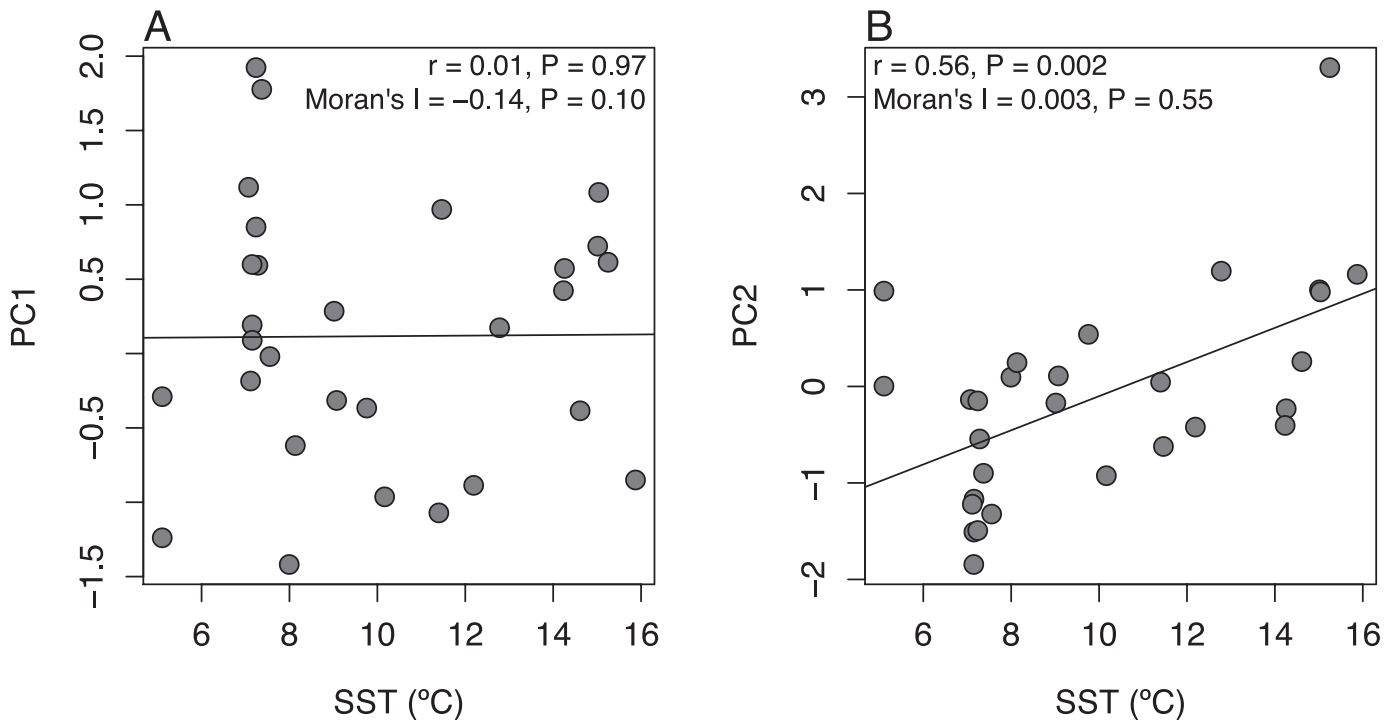 A
r = 0.01, P = 0.97
Moran's I = −0.14, P = 0.10
2.0
1.5
1.0
0.5
−0.5
−1.5
PC1
6 8 10 12 14 16
SST (ºC)
B
r = 0.56, P = 0.002
Moran's I = 0.003, P = 0.55
3
2
1
0
−1
−2
PC2
6 8 10 12 14 16
SST (ºC)